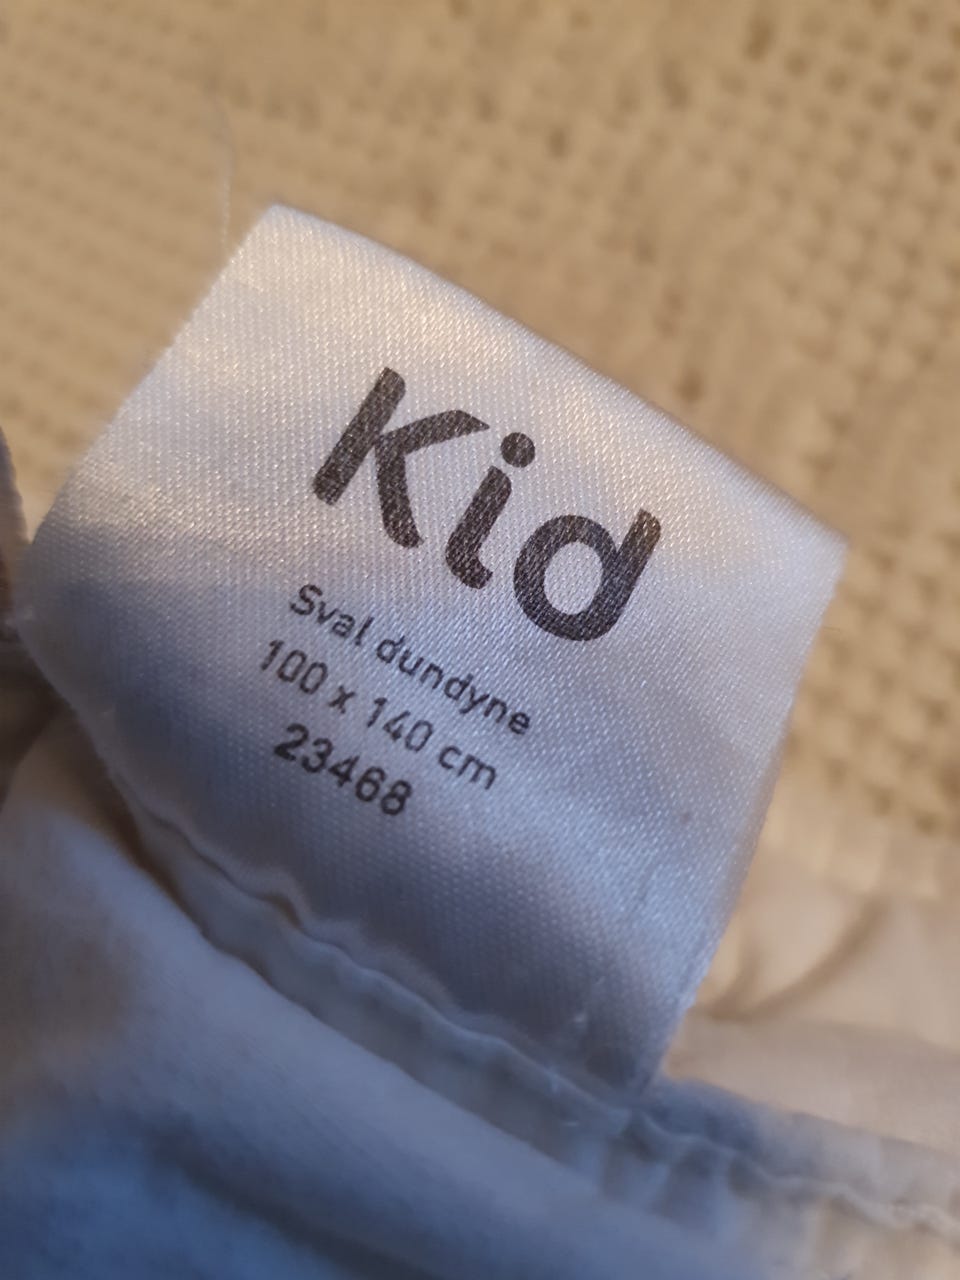 Kid
Sval dundyne
100 x 140 cm
23468